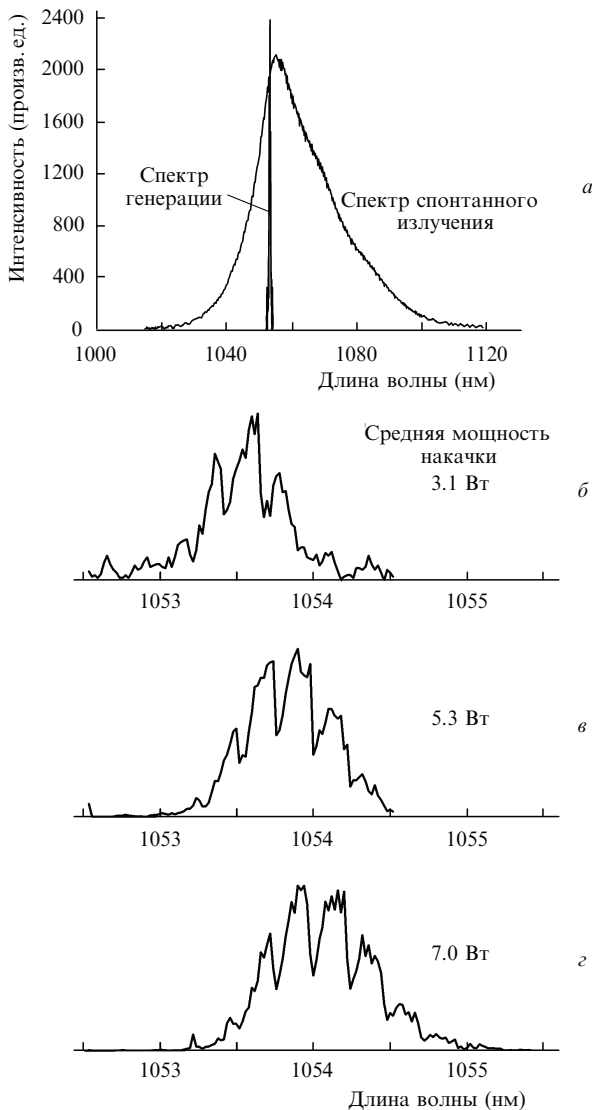 Интенсивность (произв. ед.)
2400
2000
1600
1200
800
400
0
Спектр
генерации
Спектр спонтанного
излучения
а
1000
1040
1080
1120
Длина волны (нм)
Средняя мощность
накачки
3.1 Вт
б
1053
1054
1055
5.3 Вт
в
1053
1054
1055
7.0 Вт
г
1053
1054
1055
Длина волны (нм)